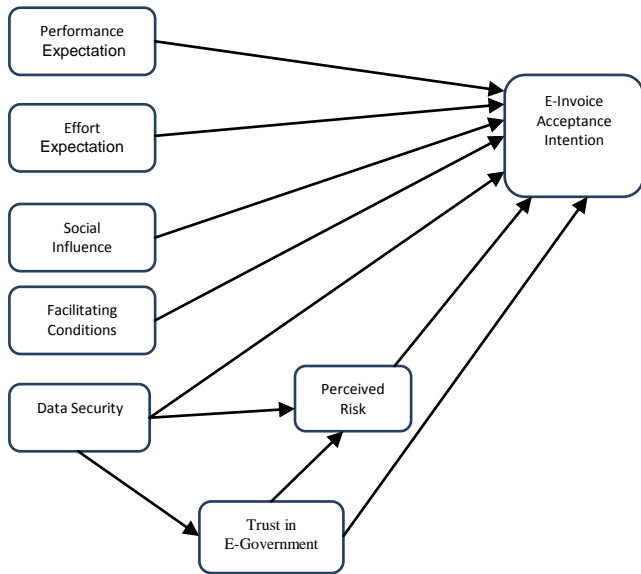 Performance
Expectation
E-Invoice
Acceptance
Intention
Effort
Expectation
Social
Influence
Facilitating
Conditions
Data Security
Perceived
Risk
Trust in
E-Government